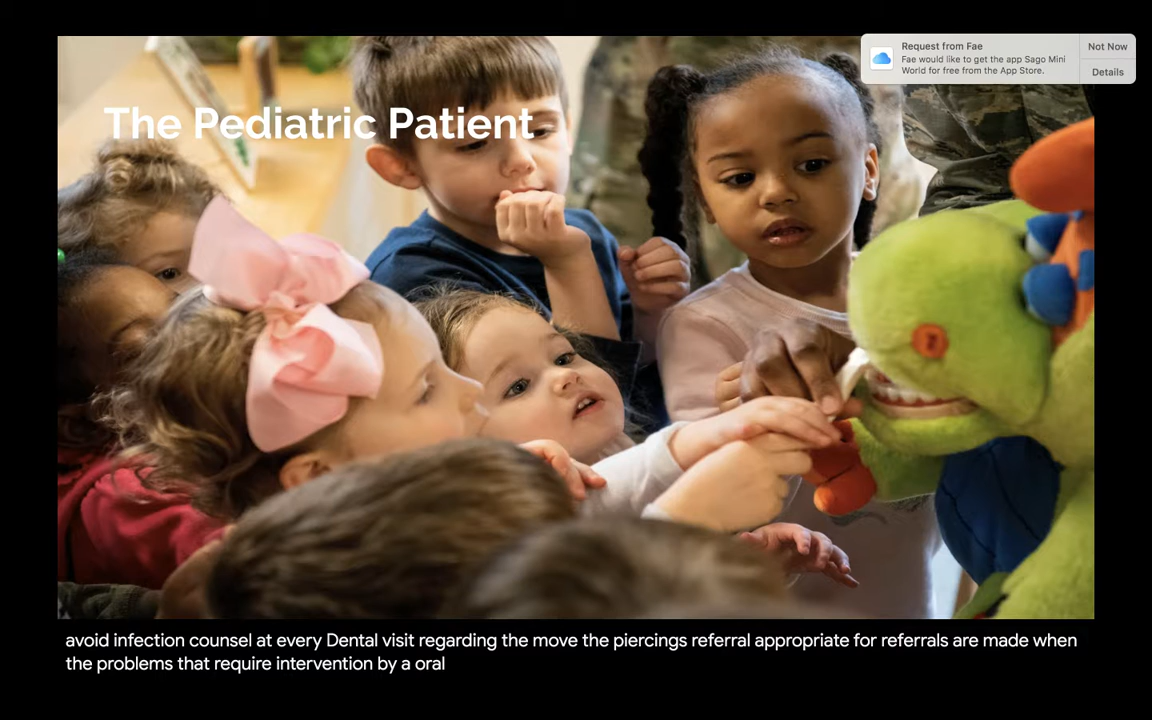 The Pediatric Patient
Request from Fae
Fae would like to get the app Sago Mini
World for free from the App Store.
Not Now
Details
avoid infection counsel at every Dental visit regarding the move the piercings referral appropriate for referrals are made when
the problems that require intervention by a oral